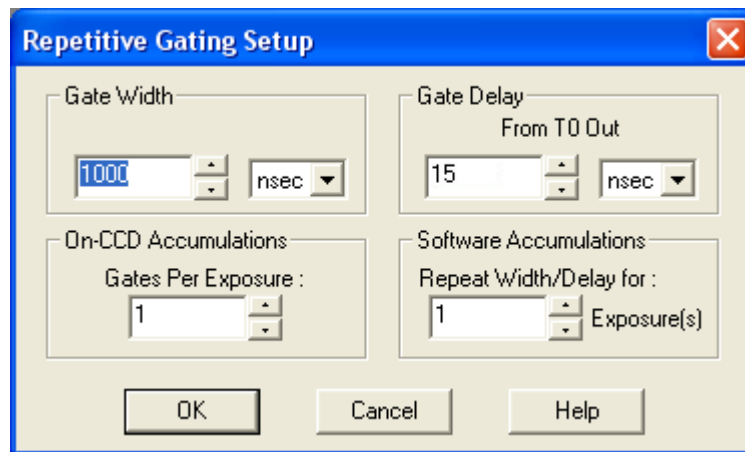 Repetitive Gating Setup
Gate Width
1000
nsec
Gate Delay
From T0 Out
15
nsec
On-CCD Accumulations
Gates Per Exposure :
1
Software Accumulations
Repeat Width/Delay for :
1
Exposure(s)
OK
Cancel
Help